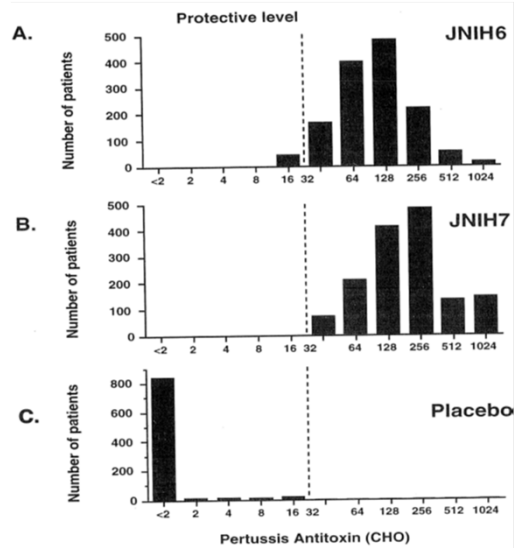 Protective level
A.
JNIH6
Number of patients
500
400
300
200
100
0
<2 2 4 8 16 32 64 128 256 512 1024
B.
JNIH7
Number of patients
500
400
300
200
100
0
<2 2 4 8 16 32 64 128 256 512 1024
C.
Placebo
Number of patients
800
600
400
200
0
<2 2 4 8 16 32 64 128 256 512 1024
Pertussis Antitoxin (CHO)